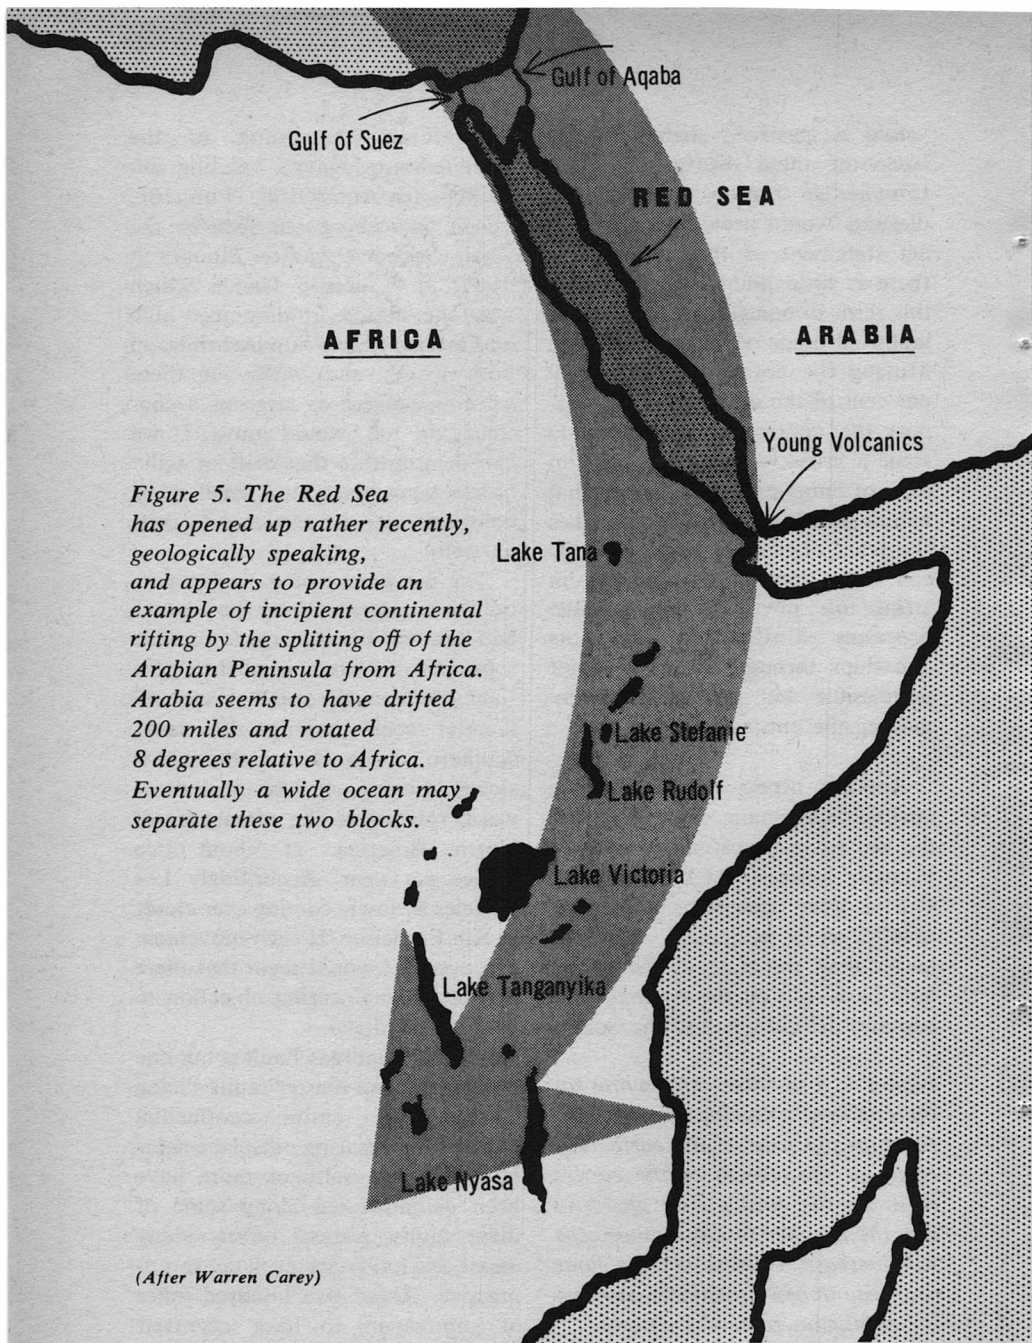 Gulf of Aqaba
Gulf of Suez
RED SEA
AFRICA
ARABIA
Young Volcanics
Figure 5. The Red Sea
has opened up rather recently,
geologically speaking,
and appears to provide an
example of incipient continental
rifting by the splitting off of the
Arabian Peninsula from Africa.
Arabia seems to have drifted
200 miles and rotated
8 degrees relative to Africa.
Eventually a wide ocean may
separate these two blocks.
Lake Tana
Lake Stefanie
Lake Rudolf
Lake Victoria
Lake Tanganyika
Lake Nyasa
(After Warren Carey)